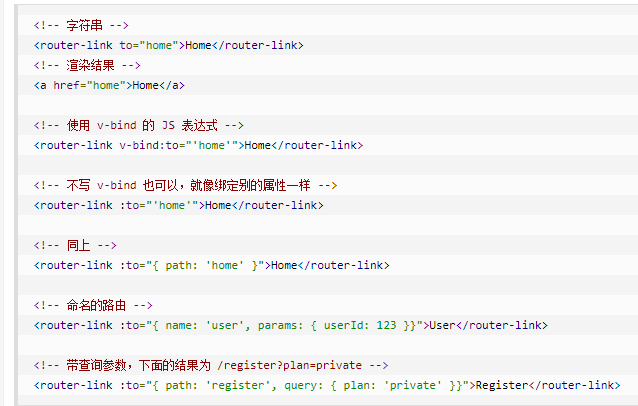 <!-- 字符串 -->
<router-link to="home">Home</router-link>
<!-- 渲染结果 -->
<a href="home">Home</a>
<!-- 使用 v-bind 的 JS 表达式 -->
<router-link v-bind:to="'home'">Home</router-link>
<!-- 不写 v-bind 也可以，就像绑定别的属性一样 -->
<router-link :to="'home'">Home</router-link>
<!-- 同上 -->
<router-link :to="{ path: 'home' }">Home</router-link>
<!-- 命名的路由 -->
<router-link :to="{ name: 'user', params: { userId: 123 }}">User</router-link>
<!-- 带查询参数，下面的结果为 /register?plan=private -->
<router-link :to="{ path: 'register', query: { plan: 'private' }}">Register</router-link>